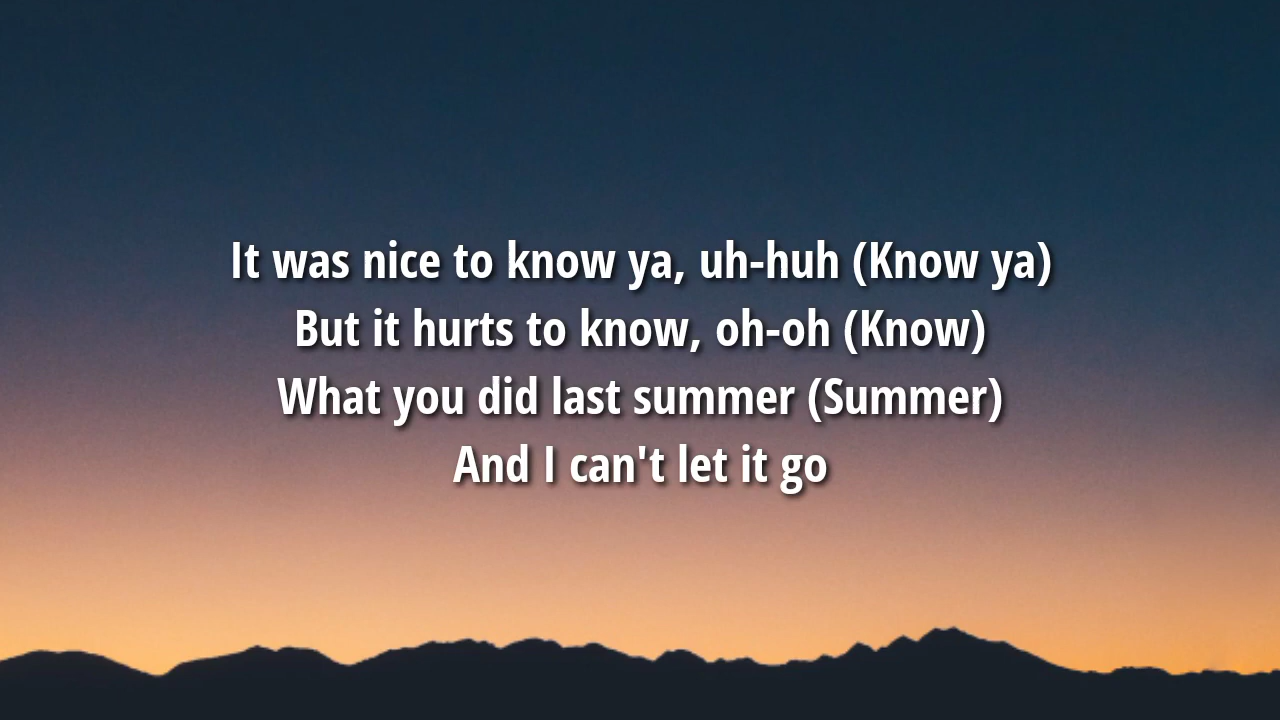 It was nice to know ya, uh-huh (Know ya)
But it hurts to know, oh-oh (Know)
What you did last summer (Summer)
And I can't let it go